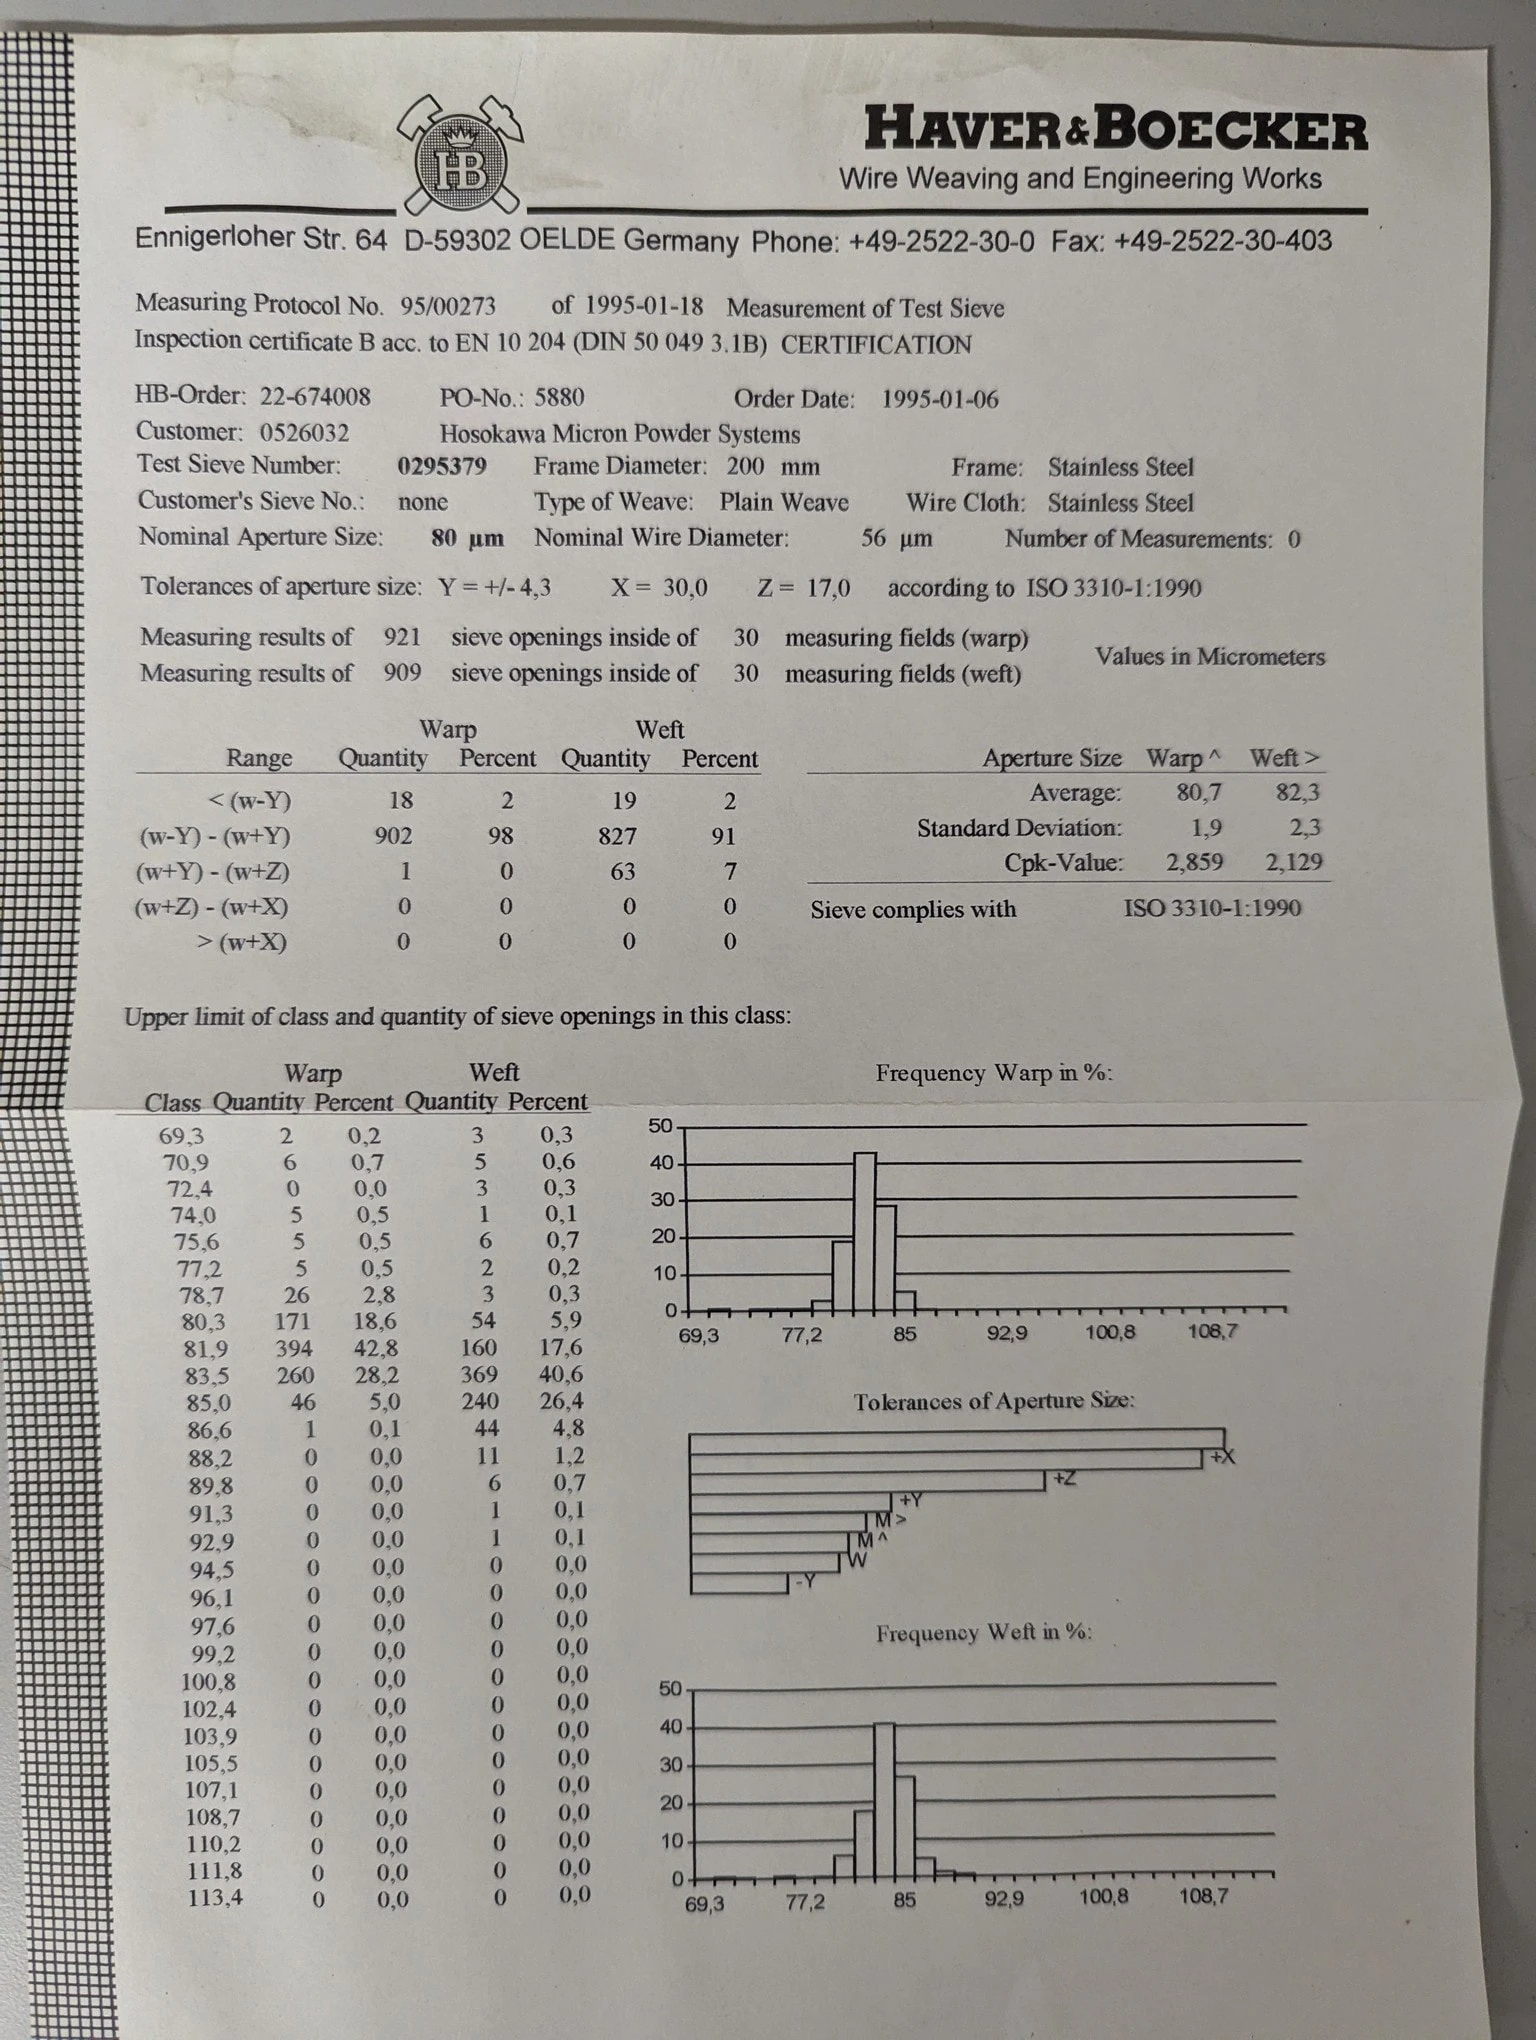 HB
HAVER & BOECKER
Wire Weaving and Engineering Works
Ennigerloher Str. 64 D-59302 OELDE Germany Phone: +49-2522-30-0 Fax: +49-2522-30-403
Measuring Protocol No. 95/00273 of 1995-01-18 Measurement of Test Sieve
Inspection certificate B acc. to EN 10 204 (DIN 50 049 3.1B) CERTIFICATION
HB-Order: 22-674008 PO-No.: 5880 Order Date: 1995-01-06
Customer: 0526032 Hosokawa Micron Powder Systems
Test Sieve Number: 0295379 Frame Diameter: 200 mm Frame: Stainless Steel
Customer's Sieve No.: none Type of Weave: Plain Weave Wire Cloth: Stainless Steel
Nominal Aperture Size: 80 µm Nominal Wire Diameter: 56 µm Number of Measurements: 0
Tolerances of aperture size: Y = +/- 4,3 X = 30,0 Z = 17,0 according to ISO 3310-1:1990
Measuring results of 921 sieve openings inside of 30 measuring fields (warp)
Measuring results of 909 sieve openings inside of 30 measuring fields (weft)
Values in Micrometers
Warp Weft
Range Quantity Percent Quantity Percent
< (w-Y) 18 2 19 2
(w-Y) - (w+Y) 902 98 827 91
(w+Y) - (w+Z) 1 0 63 7
(w+Z) - (w+X) 0 0 0 0
> (w+X) 0 0 0 0
Aperture Size Warp ^ Weft >
Average: 80,7 82,3
Standard Deviation: 1,9 2,3
Cpk-Value: 2,859 2,129
Sieve complies with ISO 3310-1:1990
Upper limit of class and quantity of sieve openings in this class:
Warp Weft
Class Quantity Percent Quantity Percent
69,3 2 0,2 3 0,3
70,9 6 0,7 5 0,6
72,4 0 0,0 3 0,3
74,0 5 0,5 1 0,1
75,6 5 0,5 6 0,7
77,2 5 0,5 2 0,2
78,7 26 2,8 3 0,3
80,3 171 18,6 54 5,9
81,9 394 42,8 160 17,6
83,5 260 28,2 369 40,6
85,0 46 5,0 240 26,4
86,6 1 0,1 44 4,8
88,2 0 0,0 11 1,2
89,8 0 0,0 6 0,7
91,3 0 0,0 1 0,1
92,9 0 0,0 1 0,1
94,5 0 0,0 0 0,0
96,1 0 0,0 0 0,0
97,6 0 0,0 0 0,0
99,2 0 0,0 0 0,0
100,8 0 0,0 0 0,0
102,4 0 0,0 0 0,0
103,9 0 0,0 0 0,0
105,5 0 0,0 0 0,0
107,1 0 0,0 0 0,0
108,7 0 0,0 0 0,0
110,2 0 0,0 0 0,0
111,8 0 0,0 0 0,0
113,4 0 0,0 0 0,0
Frequency Warp in %:
50
40
30
20
10
0
69,3 77,2 85 92,9 100,8 108,7
Tolerances of Aperture Size:
+X
+Z
+Y
M >
M ^
W
-Y
Frequency Weft in %:
50
40
30
20
10
0
69,3 77,2 85 92,9 100,8 108,7